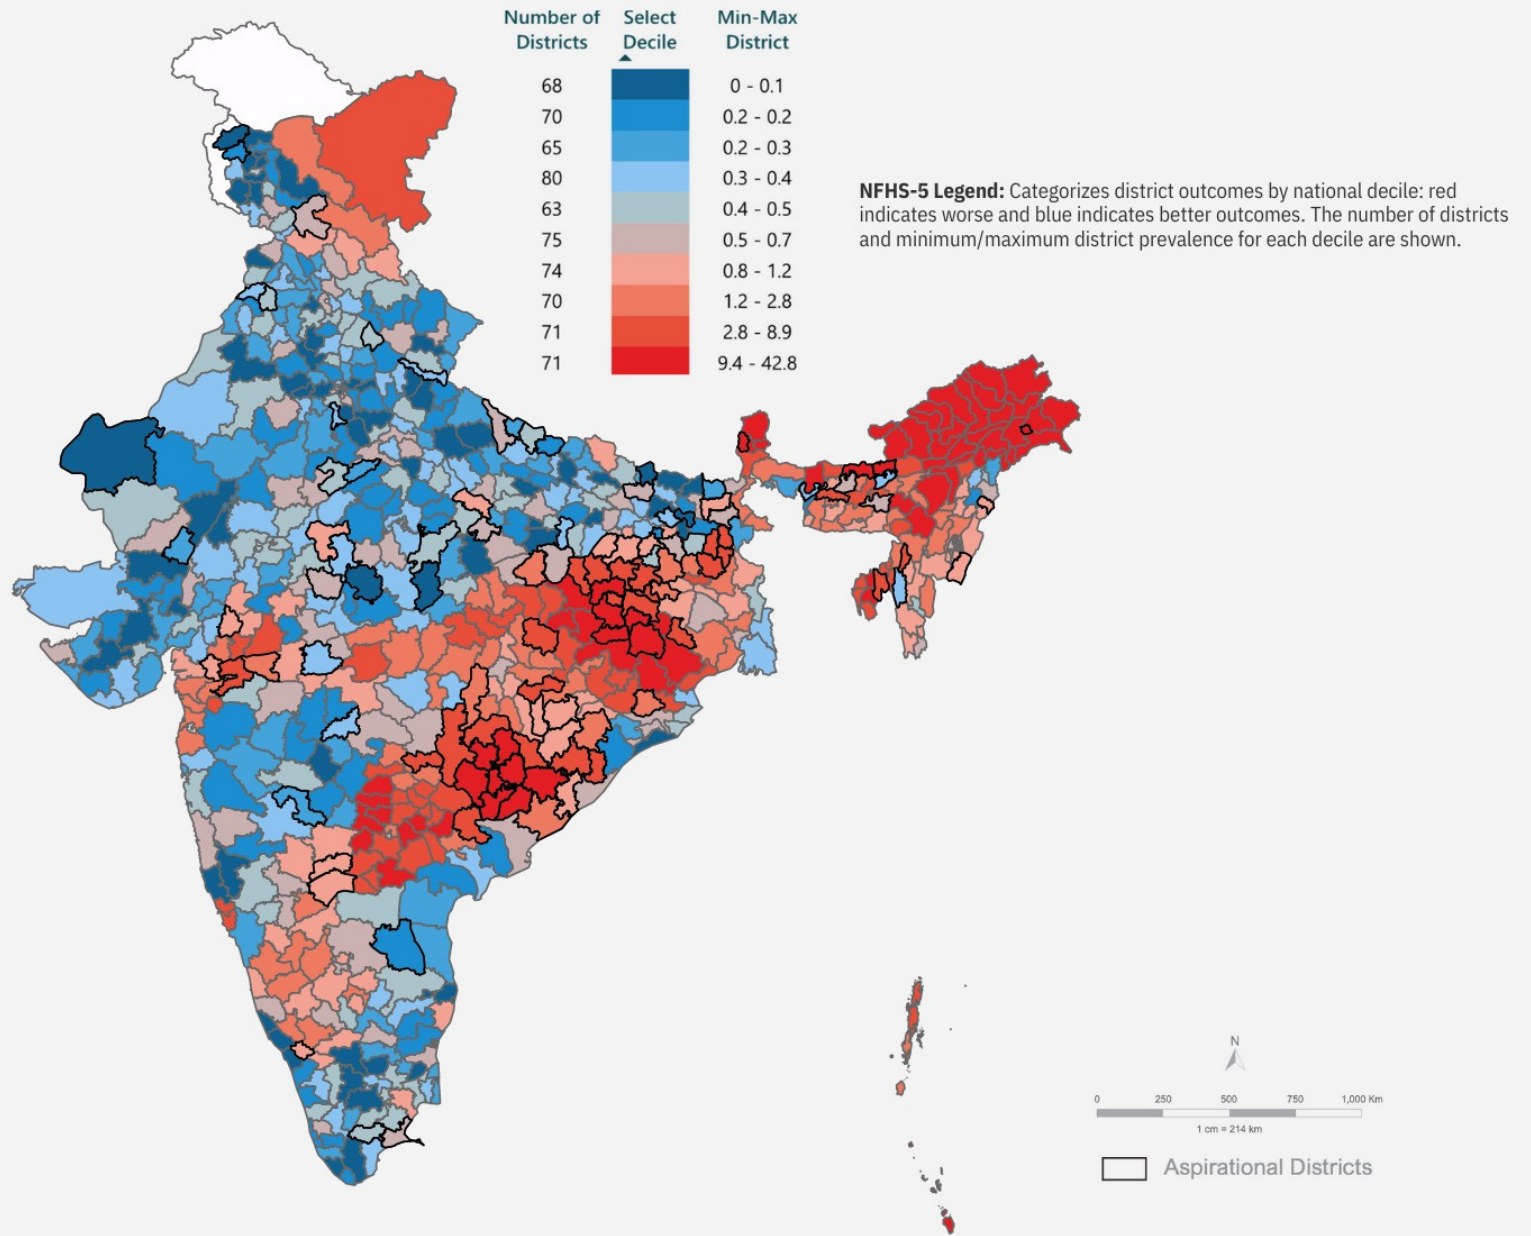 Number of Districts Select Decile Min-Max District
68 0 - 0.1
70 0.2 - 0.2
65 0.2 - 0.3
80 0.3 - 0.4
63 0.4 - 0.5
75 0.5 - 0.7
74 0.8 - 1.2
70 1.2 - 2.8
71 2.8 - 8.9
71 9.4 - 42.8
NFHS-5 Legend: Categorizes district outcomes by national decile: red
indicates worse and blue indicates better outcomes. The number of districts
and minimum/maximum district prevalence for each decile are shown.
N
0 250 500 750 1,000 Km
1 cm = 214 km
Aspirational Districts